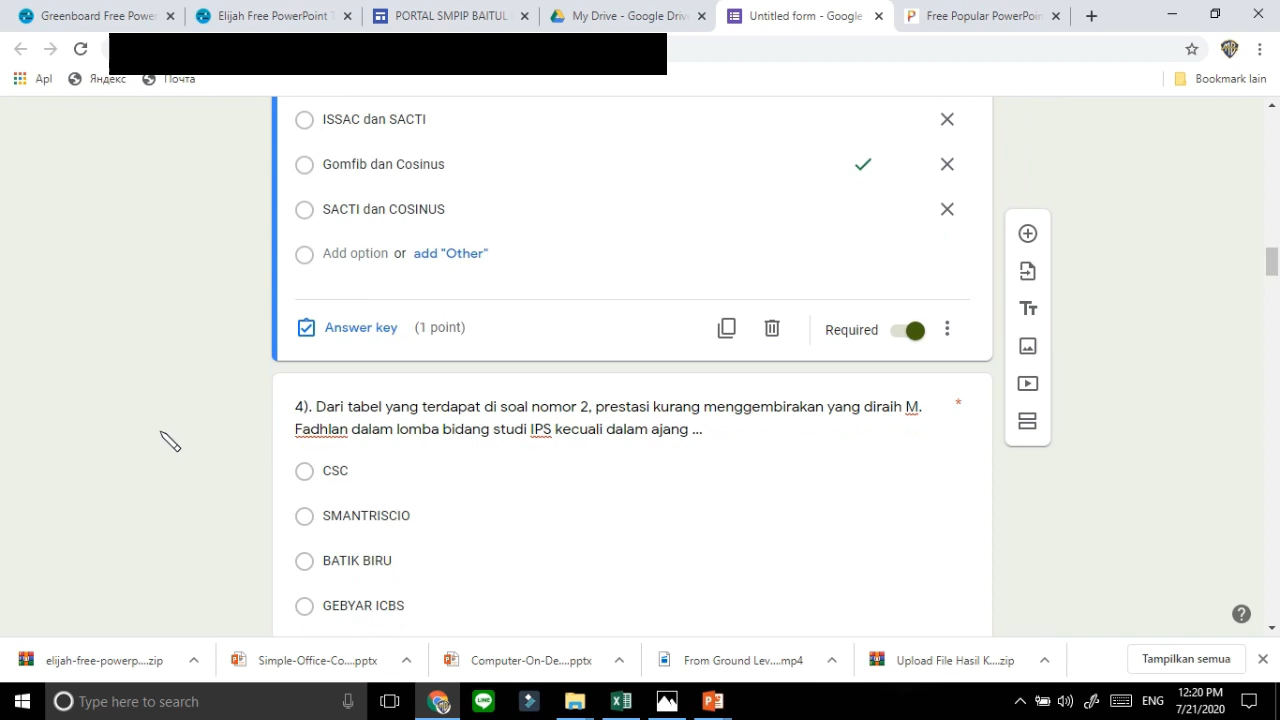 Greenboard Free Power
Elijah Free PowerPoint T
PORTAL SMPIP BAITUL
My Drive - Google Drive
Untitled form - Google
Free Popular PowerPoin
Apl
Яндекс
Почта
Bookmark lain
ISSAC dan SACTI
Gomfib dan Cosinus
SACTI dan COSINUS
Add option or add "Other"
Answer key (1 point)
Required
4). Dari tabel yang terdapat di soal nomor 2, prestasi kurang menggembirakan yang diraih M. *
Fadhlan dalam lomba bidang studi IPS kecuali dalam ajang ...
CSC
SMANTRISCIO
BATIK BIRU
GEBYAR ICBS
elijah-free-powerp....zip
Simple-Office-Co....pptx
Computer-On-De....pptx
From Ground Lev....mp4
Upload File Hasil K....zip
Tampilkan semua
Type here to search
ENG
12:20 PM
7/21/2020